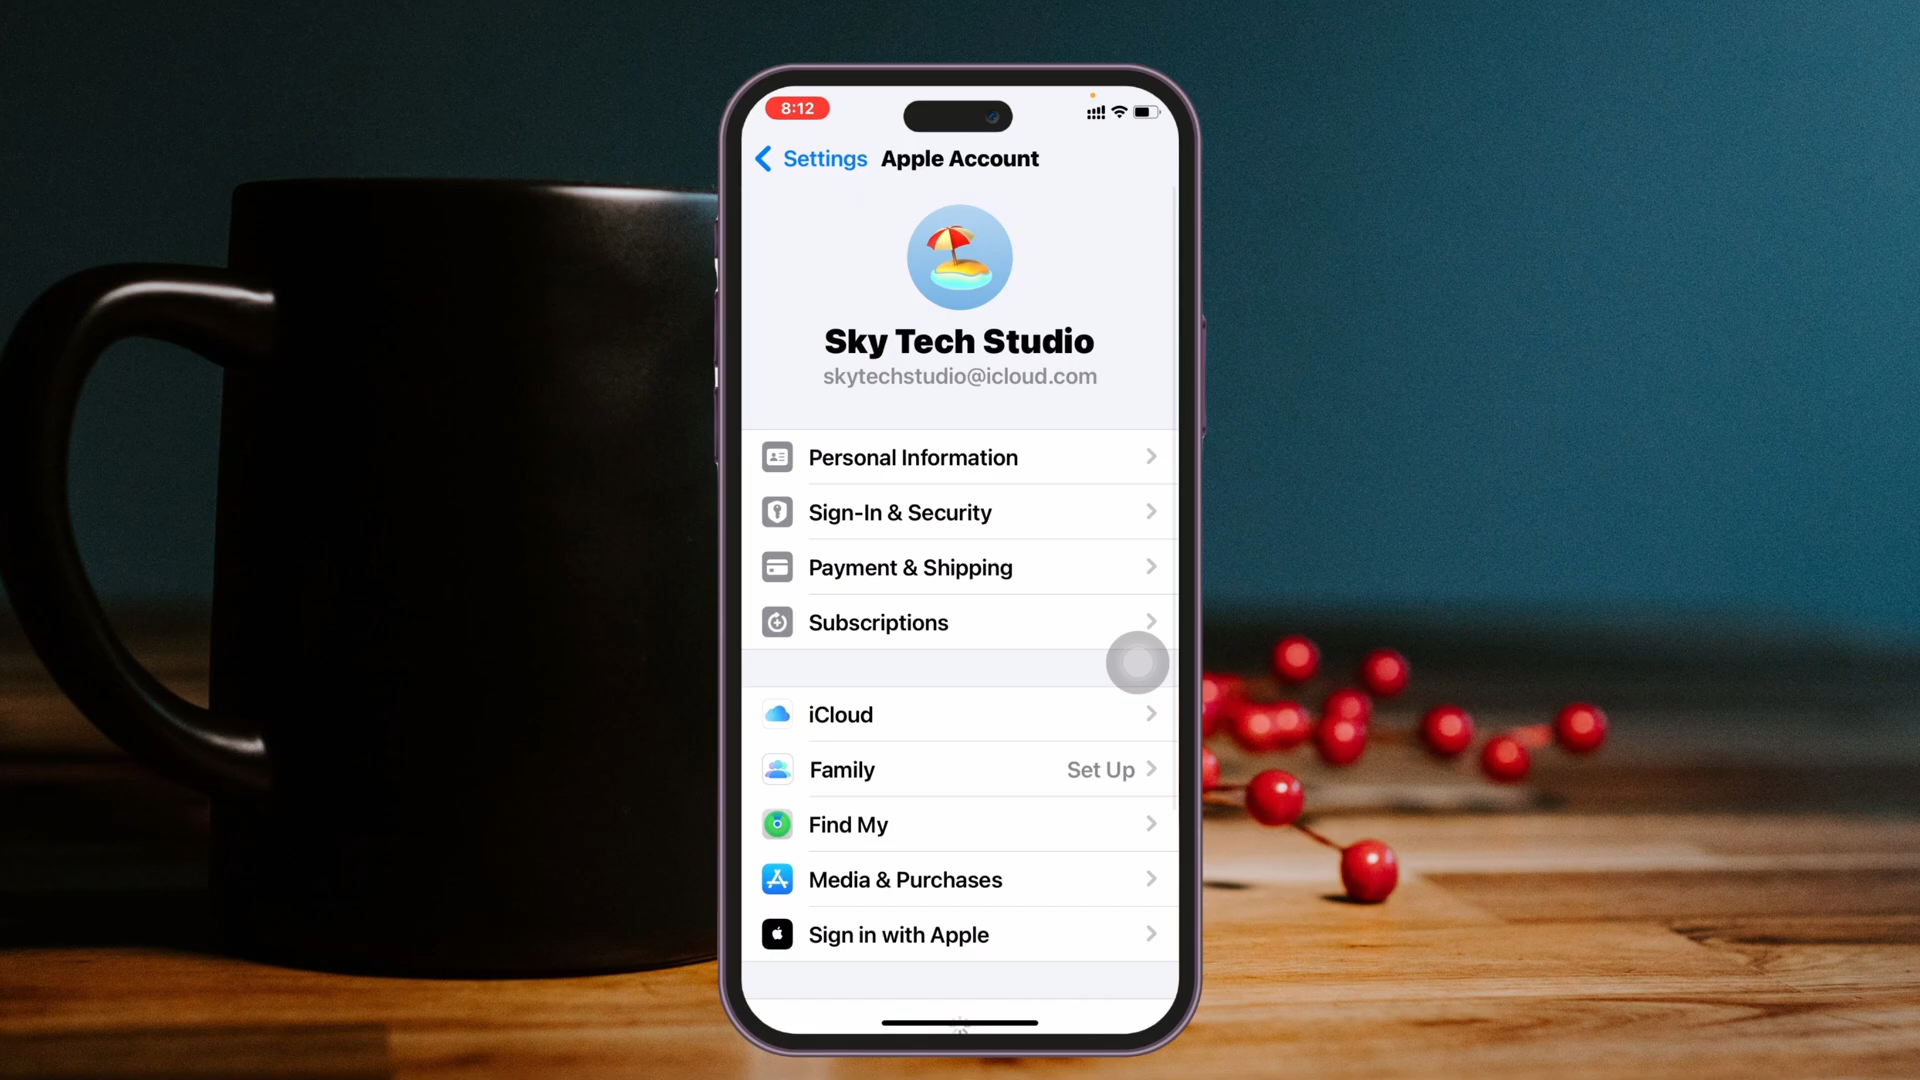 8:12
Settings Apple Account
Sky Tech Studio
skytechstudio@icloud.com
Personal Information
Sign-In & Security
Payment & Shipping
Subscriptions
iCloud
Family Set Up
Find My
Media & Purchases
Sign in with Apple